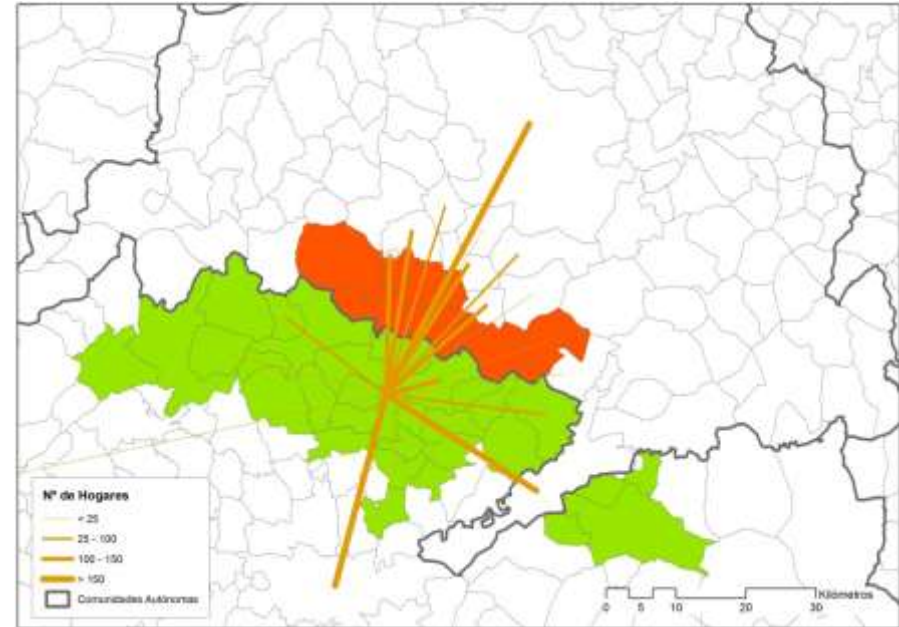 Nº de Hogares
< 25
25 - 100
100 - 150
> 150
Comunidades Autónomas
Kilómetros
0 5 10 20 30